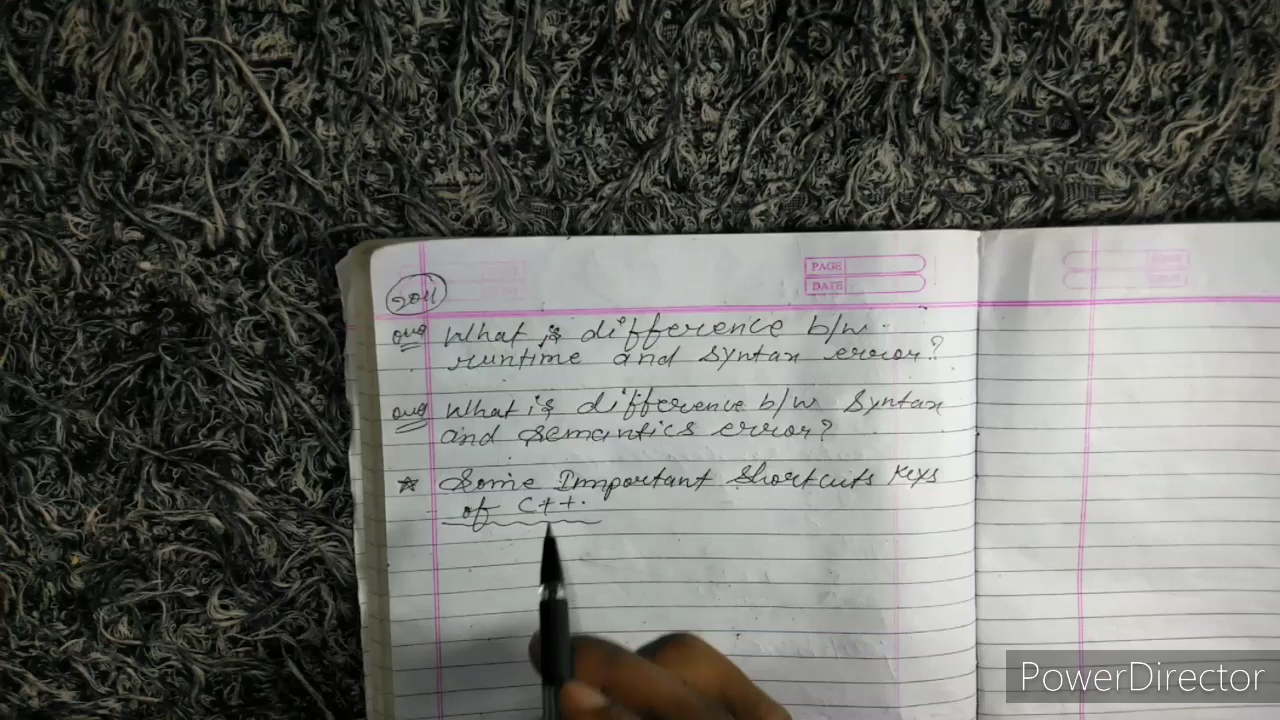 PAGE
DATE
2011
Que What is difference b/w
runtime and syntax error?
Que What is difference b/w Syntax
and semantics error?
* Some Important Shortcuts Keys
of C++.
PowerDirector